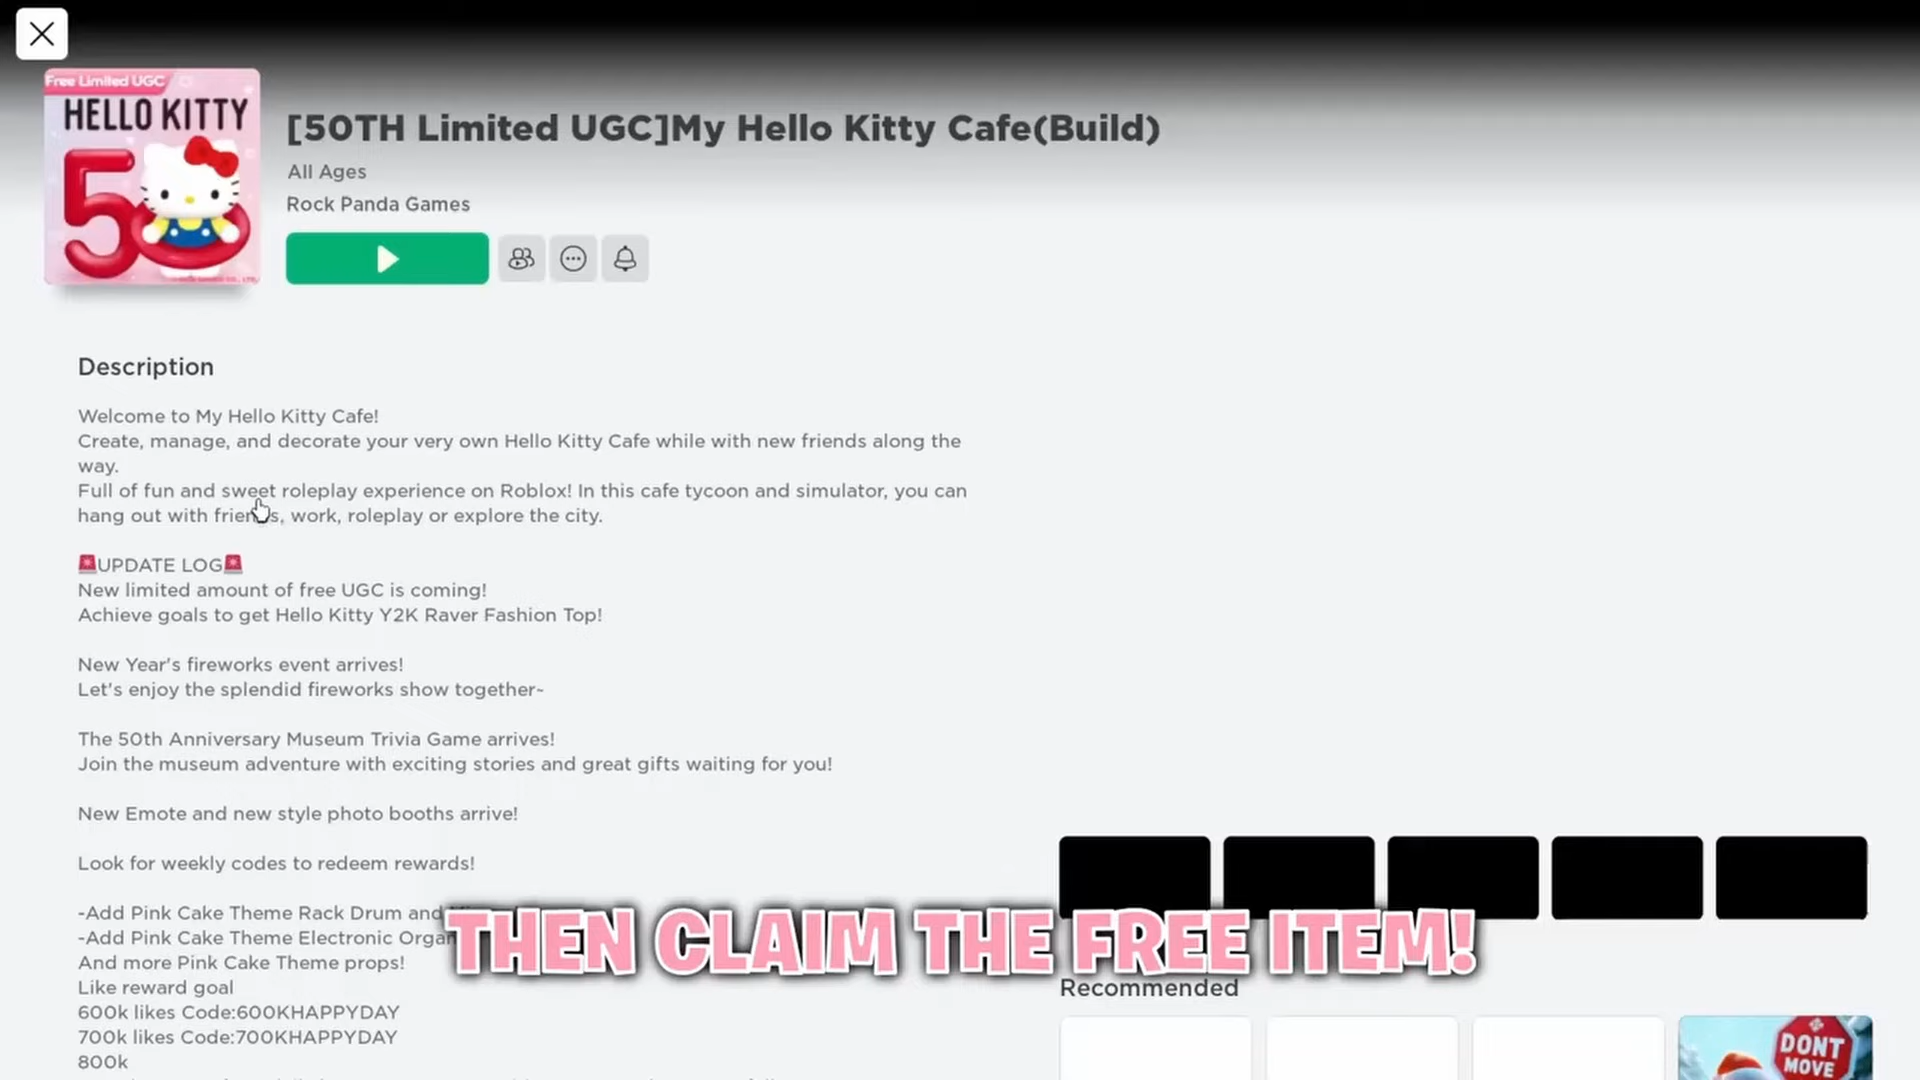 Free Limited UGC
HELLO KITTY
50
[50TH Limited UGC]My Hello Kitty Cafe(Build)
All Ages
Rock Panda Games
Description
Welcome to My Hello Kitty Cafe!
Create, manage, and decorate your very own Hello Kitty Cafe while with new friends along the
way.
Full of fun and sweet roleplay experience on Roblox! In this cafe tycoon and simulator, you can
hang out with friends, work, roleplay or explore the city.
🚨UPDATE LOG🚨
New limited amount of free UGC is coming!
Achieve goals to get Hello Kitty Y2K Raver Fashion Top!
New Year's fireworks event arrives!
Let's enjoy the splendid fireworks show together~
The 50th Anniversary Museum Trivia Game arrives!
Join the museum adventure with exciting stories and great gifts waiting for you!
New Emote and new style photo booths arrive!
Look for weekly codes to redeem rewards!
-Add Pink Cake Theme Rack Drum and
-Add Pink Cake Theme Electronic Organ
And more Pink Cake Theme props!
Like reward goal
600k likes Code:600KHAPPYDAY
700k likes Code:700KHAPPYDAY
800k
THEN CLAIM THE FREE ITEM!
Recommended
DONT
MOVE